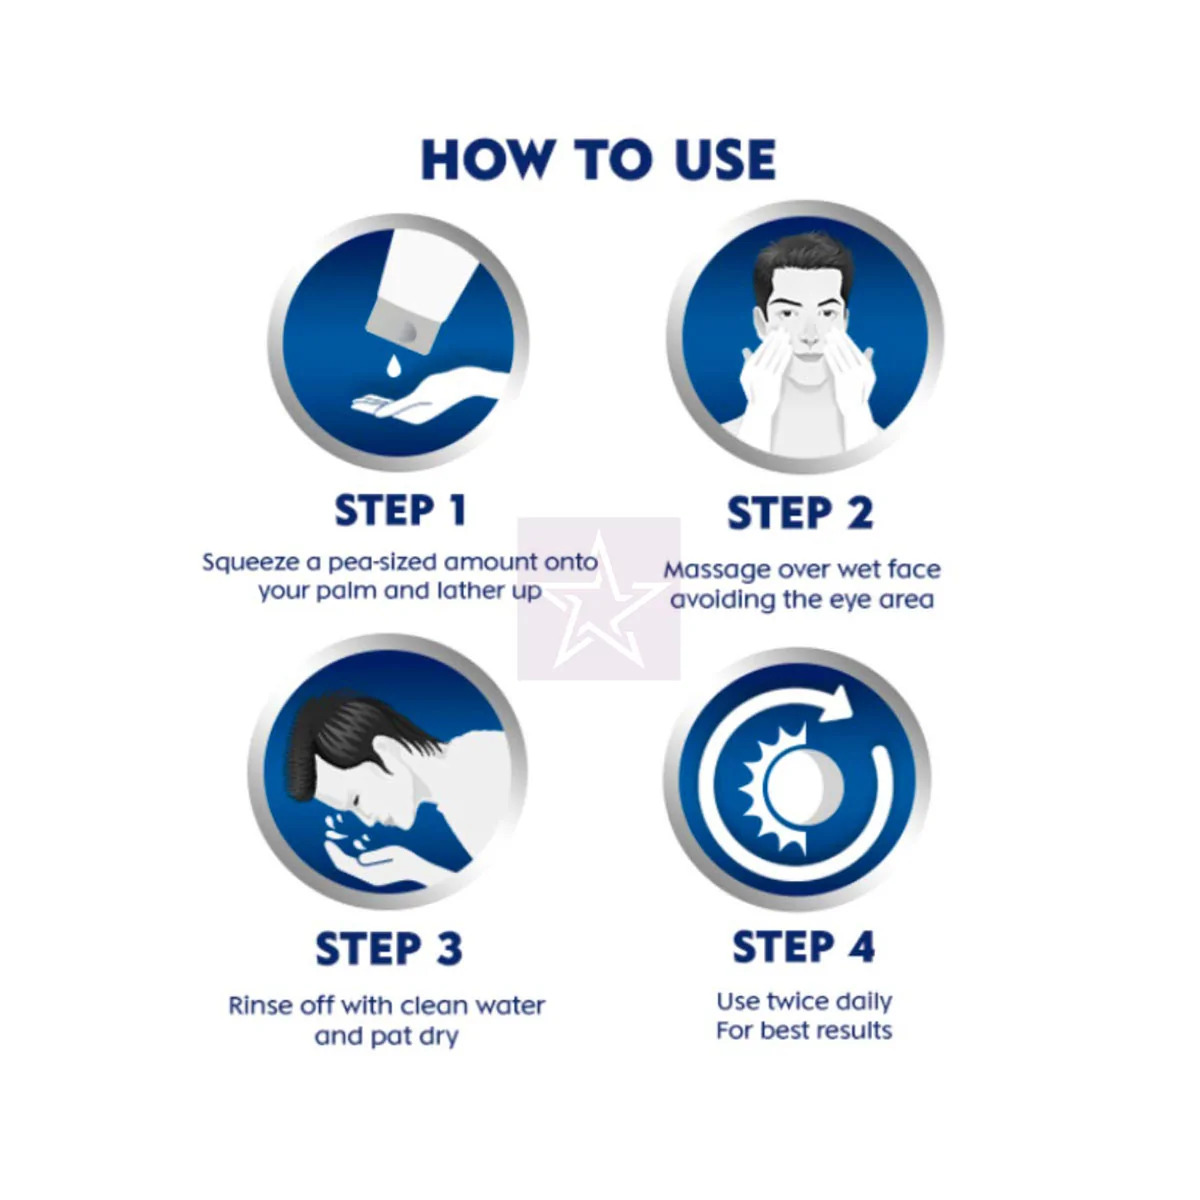 HOW TO USE
STEP 1
Squeeze a pea-sized amount onto
your palm and lather up
STEP 2
Massage over wet face
avoiding the eye area
STEP 3
Rinse off with clean water
and pat dry
STEP 4
Use twice daily
For best results